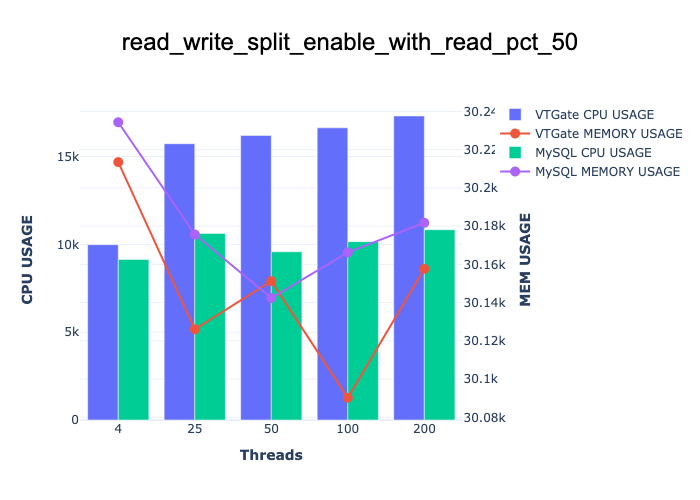 read_write_split_enable_with_read_pct_50
VTGate CPU USAGE
VTGate MEMORY USAGE
MySQL CPU USAGE
MySQL MEMORY USAGE
CPU USAGE
15k
10k
5k
0
30.24
30.22k
30.2k
30.18k
30.16k
30.14k
30.12k
30.1k
30.08k
MEM USAGE
4 25 50 100 200
Threads